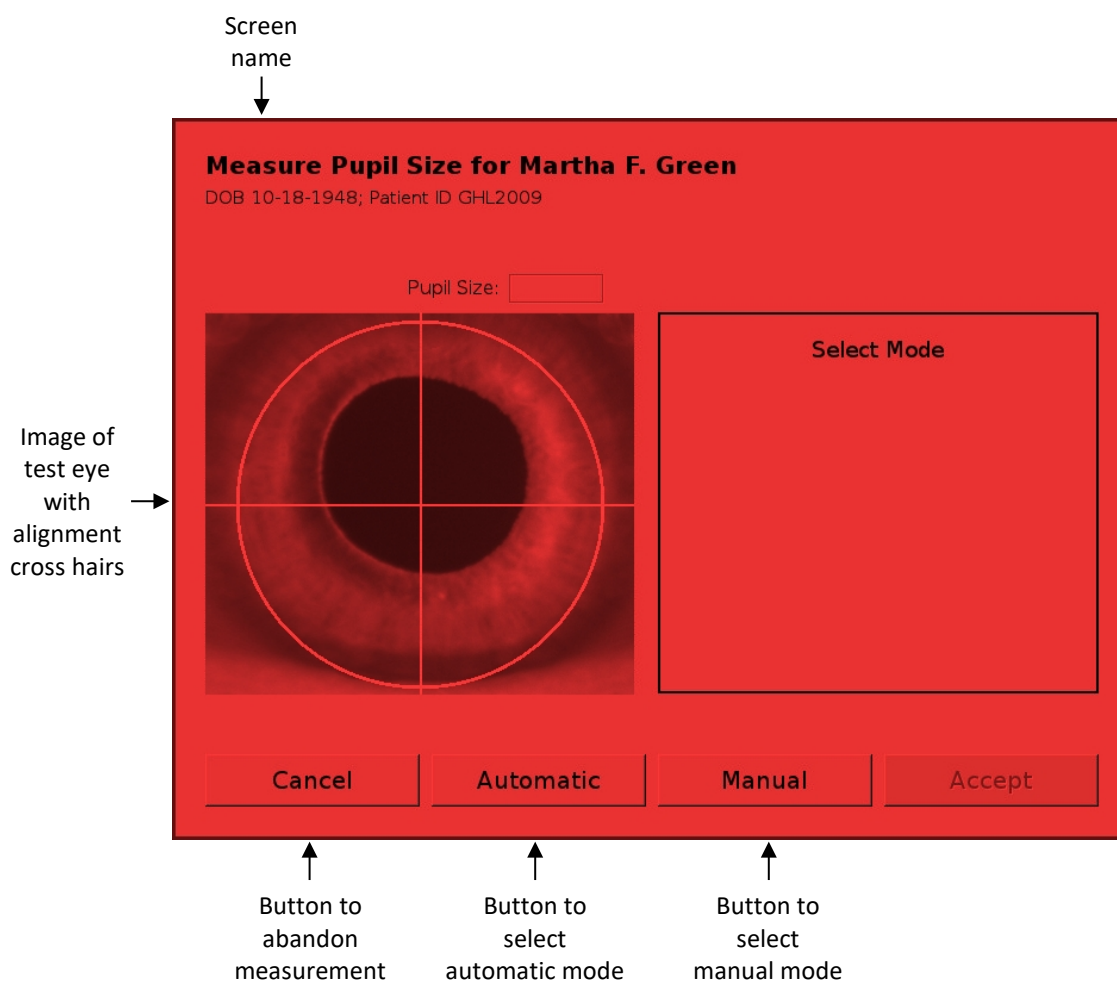 Screen
name
Measure Pupil Size for Martha F. Green
DOB 10-18-1948; Patient ID GHL2009
Pupil Size:
Select Mode
Image of
test eye
with
alignment
cross hairs
Cancel
Automatic
Manual
Accept
Button to
abandon
measurement
Button to
select
automatic mode
Button to
select
manual mode